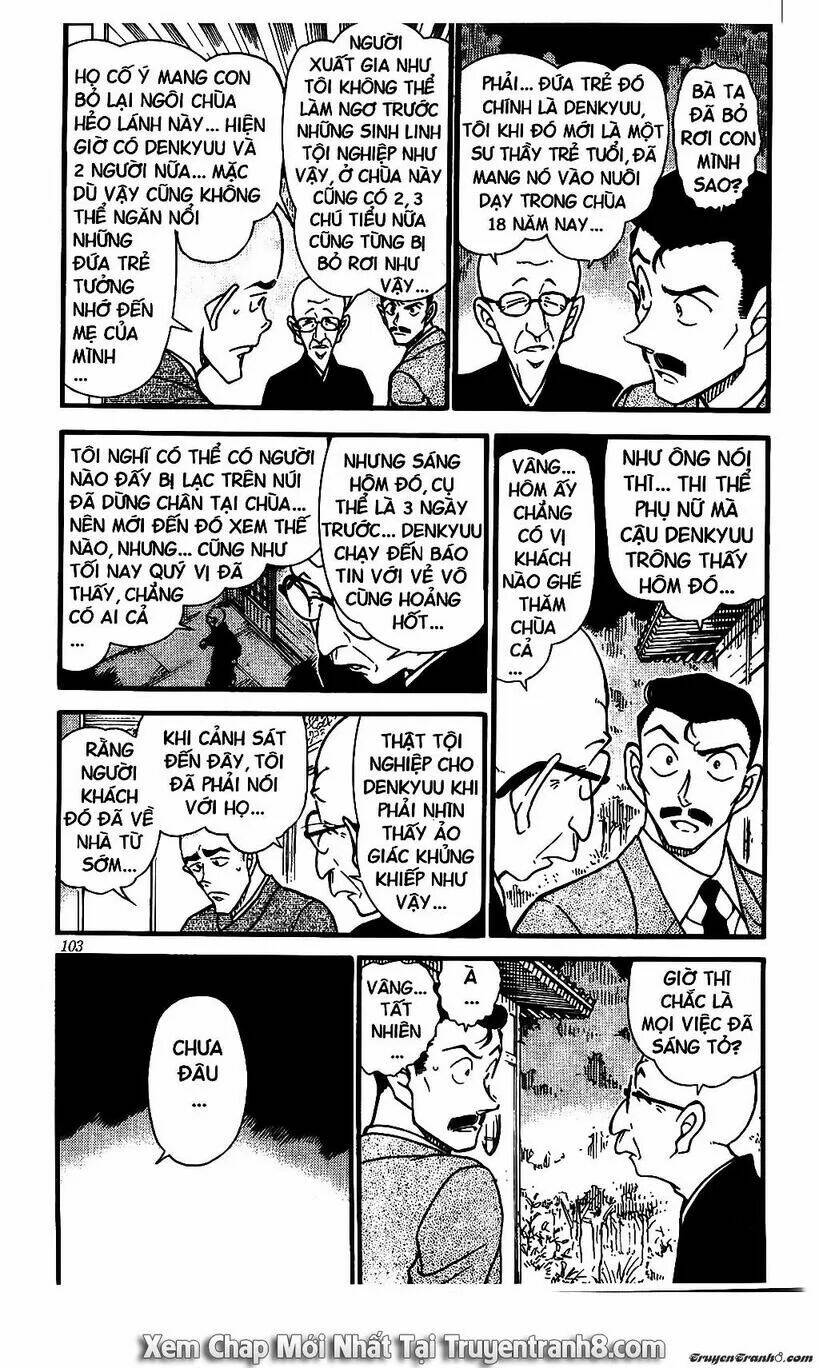 BÀ TA
ĐÃ BỎ
RƠI CON
MÌNH
SAO?
PHẢI... ĐỨA TRẺ ĐÓ
CHÍNH LÀ DENKYUU,
TÔI KHI ĐÓ MỚI LÀ MỘT
SƯ THẦY TRẺ TUỔI, ĐÃ
MANG NÓ VÀO NUÔI
DẠY TRONG CHÙA
18 NĂM NAY...
NGƯỜI
XUẤT GIA NHƯ
TÔI KHÔNG THỂ
LÀM NGƠ TRƯỚC
NHỮNG SINH LINH
TỘI NGHIỆP NHƯ
VẬY, Ở CHÙA NÀY
CŨNG CÓ 2, 3
CHÚ TIỂU NỮA
CŨNG TỪNG BỊ
BỎ RƠI NHƯ
VẬY...
HỌ CỐ Ý MANG CON
BỎ LẠI NGÔI CHÙA
HẺO LÁNH NÀY... HIỆN
GIỜ CÓ DENKYUU VÀ
2 NGƯỜI NỮA... MẶC
DÙ VẬY CŨNG KHÔNG
THỂ NGĂN NỔI
NHỮNG
ĐỨA TRẺ
TƯỞNG
NHỚ ĐẾN
MẸ CỦA
MÌNH
...
NHƯ ÔNG NÓI
THÌ... THI THỂ
PHỤ NỮ MÀ
CẬU DENKYUU
TRÔNG THẤY
HÔM ĐÓ...
VÂNG...
HÔM ẤY
CHẲNG
CÓ VỊ
KHÁCH
NÀO GHÉ
THĂM
CHÙA
CẢ
...
NHƯNG SÁNG
HÔM ĐÓ, CỤ
THỂ LÀ 3 NGÀY
TRƯỚC... DENKYUU
CHẠY ĐẾN BÁO
TIN VỚI VẺ VÔ
CÙNG HOẢNG
HỐT...
TÔI NGHĨ CÓ THỂ CÓ NGƯỜI
NÀO ĐẤY BỊ LẠC TRÊN NÚI
ĐÃ DỪNG CHÂN TẠI CHÙA...
NÊN MỚI ĐẾN ĐÓ XEM THẾ
NÀO, NHƯNG... CŨNG NHƯ
TỐI NAY QUÝ VỊ ĐÃ
THẤY, CHẲNG
CÓ AI CẢ
...
THẬT TỘI
NGHIỆP CHO
DENKYUU KHI
PHẢI NHÌN
THẤY ẢO
GIÁC KHỦNG
KHIẾP NHƯ
VẬY...
KHI CẢNH SÁT
ĐẾN ĐÂY, TÔI
ĐÃ PHẢI NÓI
VỚI HỌ...
RẰNG
NGƯỜI
KHÁCH
ĐÓ ĐÃ VỀ
NHÀ TỪ
SỚM...
103
GIỜ THÌ
CHẮC LÀ
MỌI VIỆC ĐÃ
SÁNG TỎ?
À
...
VÂNG...
TẤT
NHIÊN
...
CHƯA
ĐÂU
...
Xem Chap Mới Nhất Tại Truyentranh8.com
TruyenTranh8.com